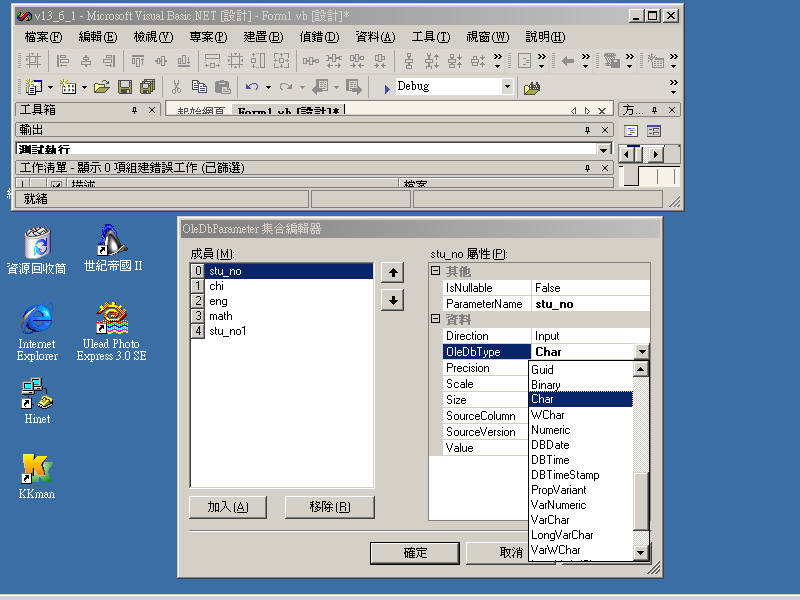 v13_6_1 - Microsoft Visual Basic.NET [設計] - Form1.vb [設計]*
檔案(F) 編輯(E) 檢視(V) 專案(P) 建置(B) 偵錯(D) 資料(A) 工具(T) 視窗(W) 說明(H)
Debug
工具箱 起始網頁 Form1.vb [設計]* 方...
輸出
測試執行
工作清單 - 顯示 0 項組建錯誤工作 (已篩選)
! 描述 檔案
就緒
資源回收筒
世紀帝國 II
Internet Explorer
Ulead Photo Express 3.0 SE
Hinet
KKman
OleDbParameter 集合編輯器
成員(M):
0 stu_no
1 chi
2 eng
3 math
4 stu_no1
加入(A) 移除(R)
stu_no 屬性(P):
其他
IsNullable False
ParameterName stu_no
資料
Direction Input
OleDbType Char
Precision
Scale
Size
SourceColumn
SourceVersion
Value
Guid
Binary
Char
WChar
Numeric
DBDate
DBTime
DBTimeStamp
PropVariant
VarNumeric
VarChar
LongVarChar
VarWChar
確定 取消